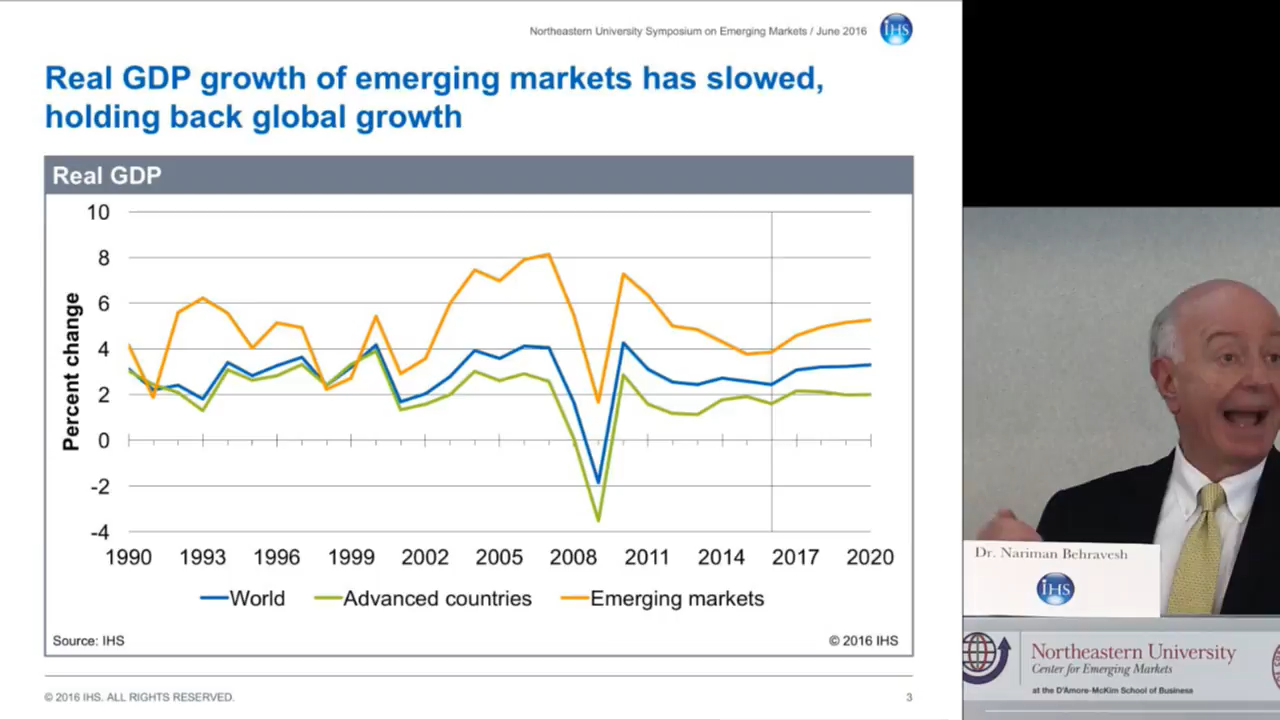 Northeastern University Symposium on Emerging Markets / June 2016
IHS
Real GDP growth of emerging markets has slowed,
holding back global growth
Real GDP
Percent change
10
8
6
4
2
0
-2
-4
1990 1993 1996 1999 2002 2005 2008 2011 2014 2017 2020
World Advanced countries Emerging markets
Source: IHS © 2016 IHS
© 2016 IHS. ALL RIGHTS RESERVED. 3
Dr. Nariman Behravesh
IHS
Northeastern University
Center for Emerging Markets
at the D'Amore-McKim School of Business